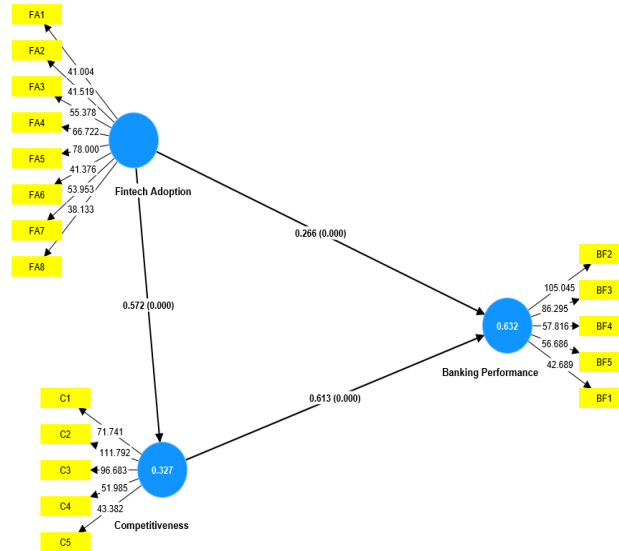 FA1
FA2
FA3
FA4
FA5
FA6
FA7
FA8
41.004
41.519
55.378
66.722
78.000
41.376
53.953
38.133
Fintech Adoption
0.266 (0.000)
0.572 (0.000)
0.613 (0.000)
BF2
BF3
BF4
BF5
BF1
105.045
86.295
57.816
56.686
42.689
0.632
Banking Performance
C1
C2
C3
C4
C5
71.741
111.792
96.683
51.985
43.382
0.327
Competitiveness